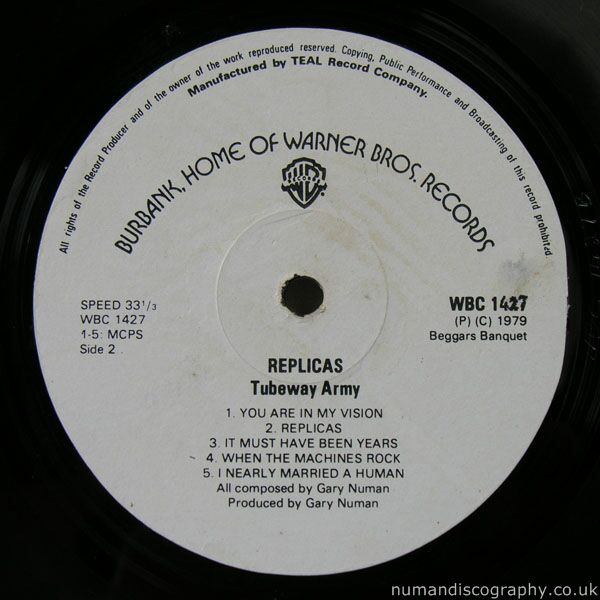 All rights of the Record Producer and of the owner of the work reproduced reserved. Copying, Public Performance and Broadcasting of this record prohibited.
Manufactured by TEAL Record Company.
BURBANK, HOME OF WARNER BROS. RECORDS
RECORDS
SPEED 33 1/3
WBC 1427
1-5: MCPS
Side 2
WBC 1427
(P) (C) 1979
Beggars Banquet
REPLICAS
Tubeway Army
1. YOU ARE IN MY VISION
2. REPLICAS
3. IT MUST HAVE BEEN YEARS
4. WHEN THE MACHINES ROCK
5. I NEARLY MARRIED A HUMAN
All composed by Gary Numan
Produced by Gary Numan
numandiscography.co.uk